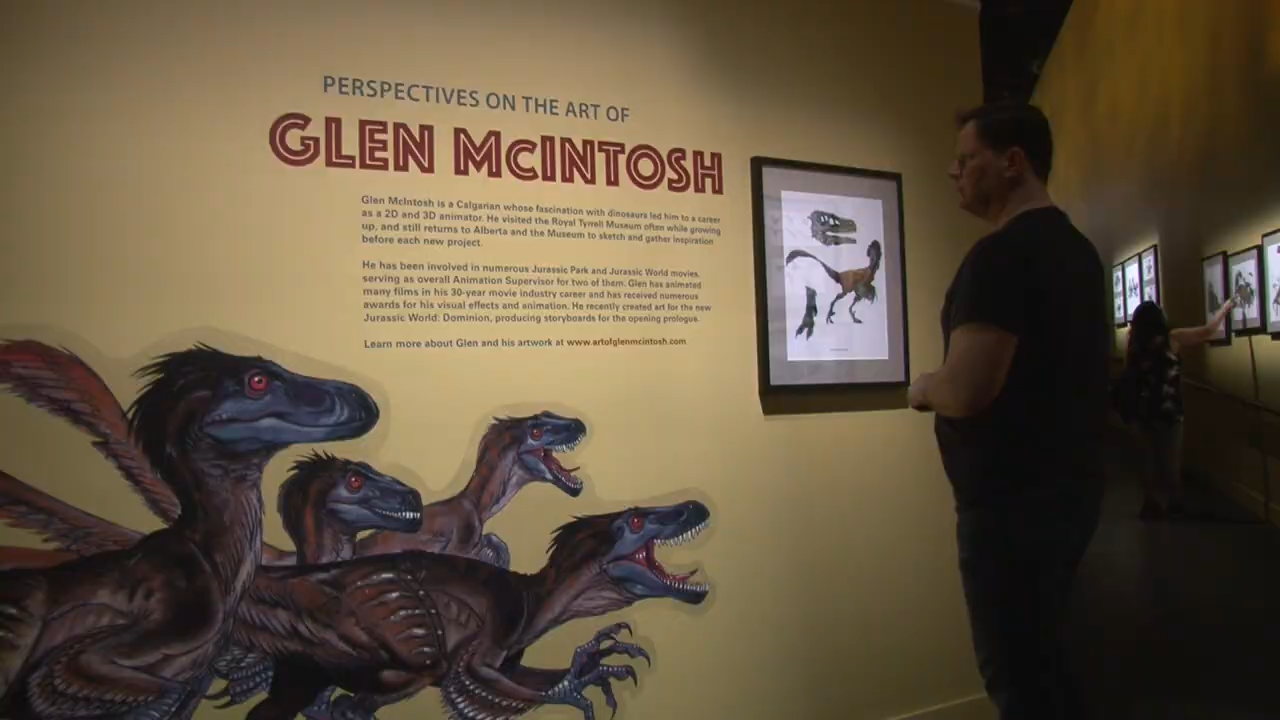 PERSPECTIVES ON THE ART OF
GLEN McINTOSH
Glen McIntosh is a Calgarian whose fascination with dinosaurs led him to a career
as a 2D and 3D animator. He visited the Royal Tyrrell Museum often while growing
up, and still returns to Alberta and the Museum to sketch and gather inspiration
before each new project.
He has been involved in numerous Jurassic Park and Jurassic World movies,
serving as overall Animation Supervisor for two of them. Glen has animated
many films in his 30-year movie industry career and has received numerous
awards for his visual effects and animation. He recently created art for the new
Jurassic World: Dominion, producing storyboards for the opening prologue.
Learn more about Glen and his artwork at www.artofglenmcintosh.com